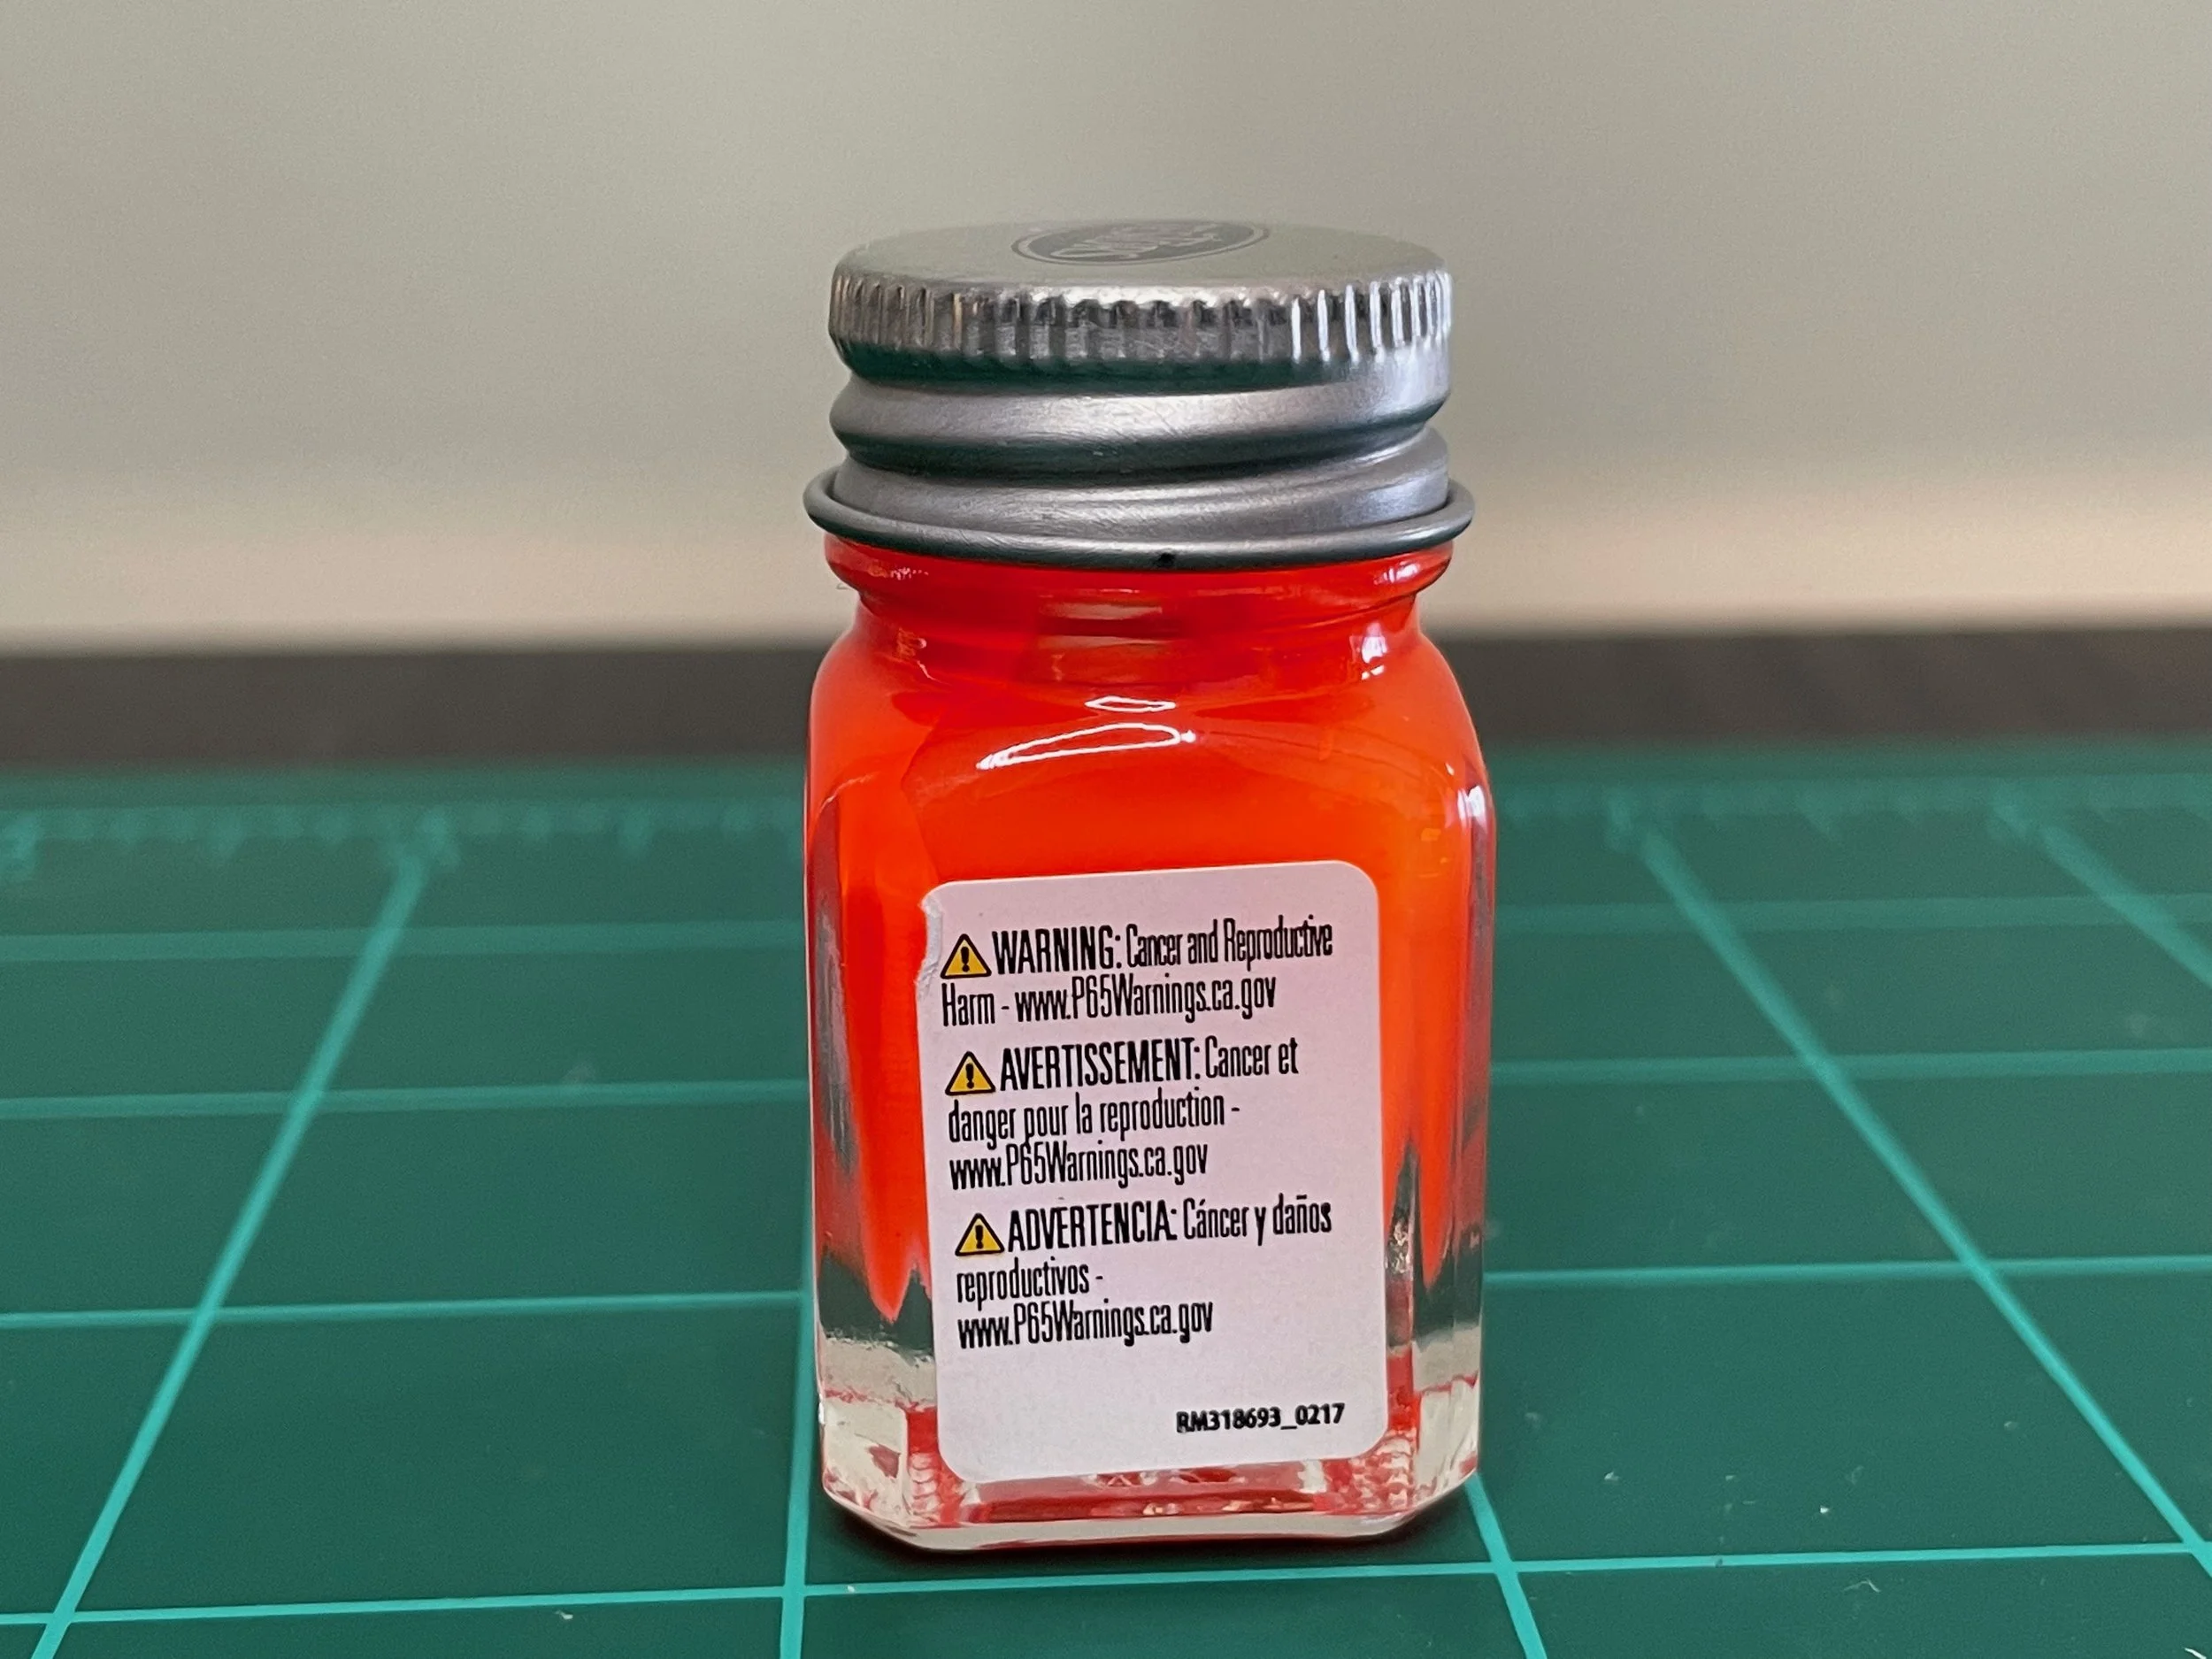 WARNING: Cancer and Reproductive
Harm - www.P65Warnings.ca.gov
AVERTISSEMENT: Cancer et
danger pour la reproduction -
www.P65Warnings.ca.gov
ADVERTENCIA: Cáncer y daños
reproductivos -
www.P65Warnings.ca.gov
RM318693_0217